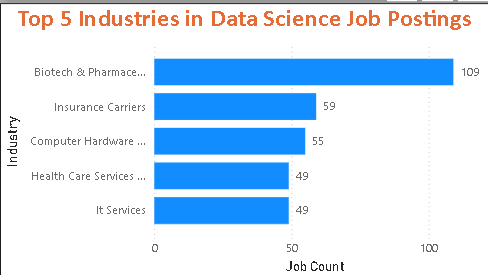 Top 5 Industries in Data Science Job Postings
Biotech & Pharmace... 109
Insurance Carriers 59
Computer Hardware ... 55
Health Care Services ... 49
It Services 49
Industry
0 50 100
Job Count